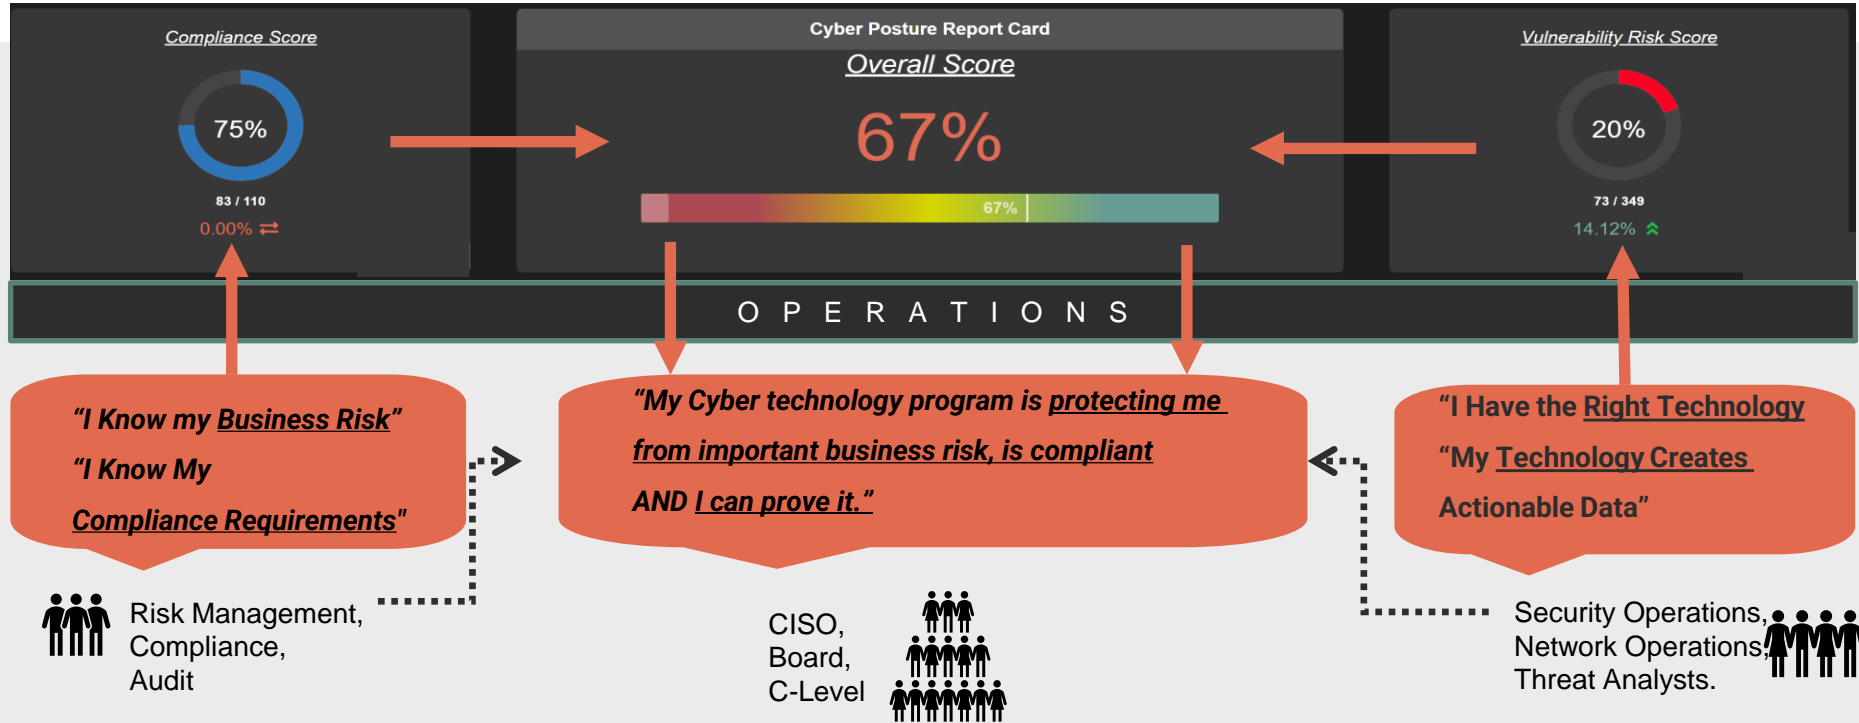 Compliance Score
75%
83 / 110
0.00%
Cyber Posture Report Card
Overall Score
67%
67%
Vulnerability Risk Score
20%
73 / 349
14.12%
OPERATIONS
“I Know my Business Risk”
“I Know My
Compliance Requirements"
“My Cyber technology program is protecting me
from important business risk, is compliant
AND I can prove it.”
“I Have the Right Technology
“My Technology Creates
Actionable Data”
Risk Management,
Compliance,
Audit
CISO,
Board,
C-Level
Security Operations,
Network Operations,
Threat Analysts.